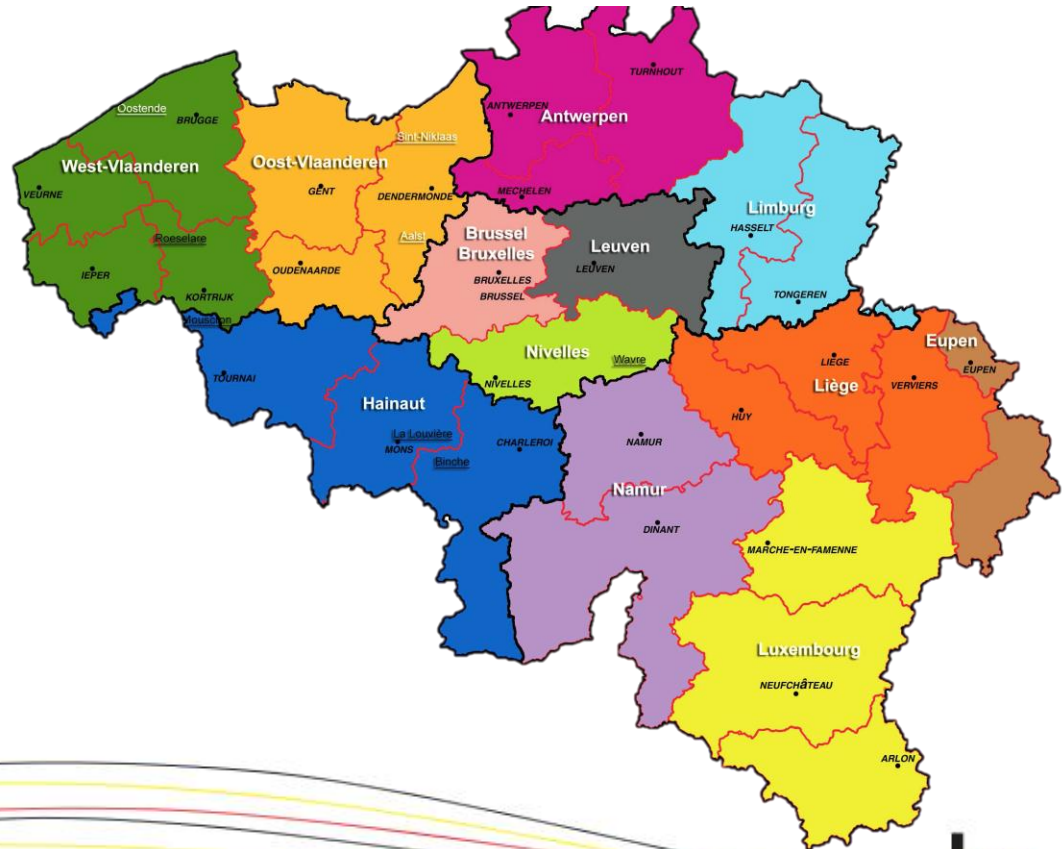 TURNHOUT
ANTWERPEN
Antwerpen
Oostende
BRUGGE
Sint-Niklaas
West-Vlaanderen
Oost-Vlaanderen
VEURNE
GENT
DENDERMONDE
MECHELEN
Limburg
HASSELT
Roeselare
Aalst
Brussel
Bruxelles
Leuven
IEPER
OUDENAARDE
BRUXELLES
BRUSSEL
LEUVEN
KORTRIJK
TONGEREN
Mouscron
Nivelles
Wavre
Eupen
TOURNAI
NIVELLES
LIÈGE
Liège
VERVIERS
EUPEN
Hainaut
HUY
La Louvière
MONS
CHARLEROI
NAMUR
Binche
Namur
DINANT
MARCHE-EN-FAMENNE
Luxembourg
NEUFCHâTEAU
ARLON